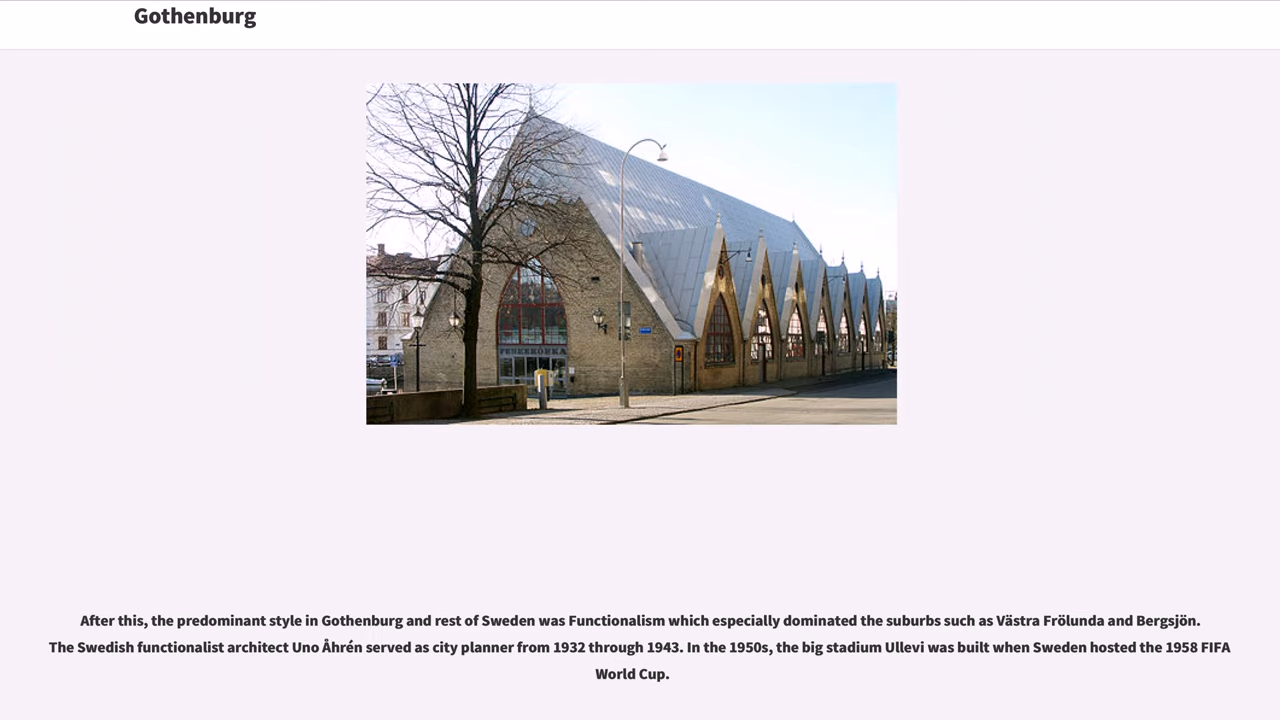 Gothenburg
FESKEKÖRKA
After this, the predominant style in Gothenburg and rest of Sweden was Functionalism which especially dominated the suburbs such as Västra Frölunda and Bergsjön.
The Swedish functionalist architect Uno Åhrén served as city planner from 1932 through 1943. In the 1950s, the big stadium Ullevi was built when Sweden hosted the 1958 FIFA
World Cup.